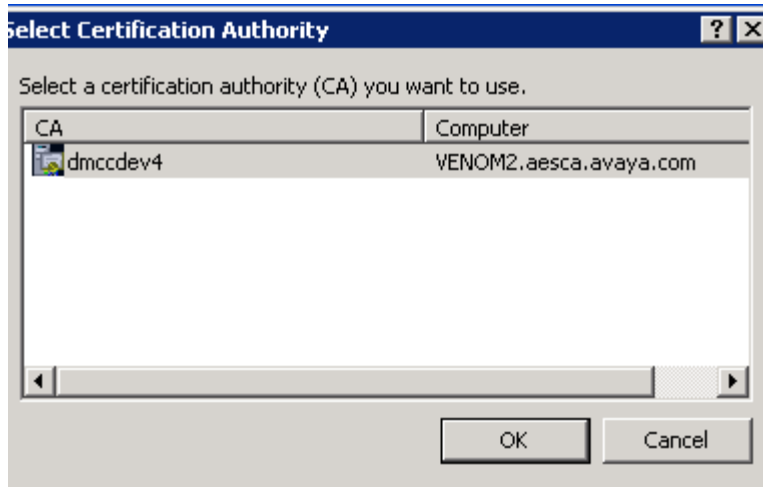 Select Certification Authority
Select a certification authority (CA) you want to use.
CA Computer
dmccdev4 VENOM2.aesca.avaya.com
OK Cancel